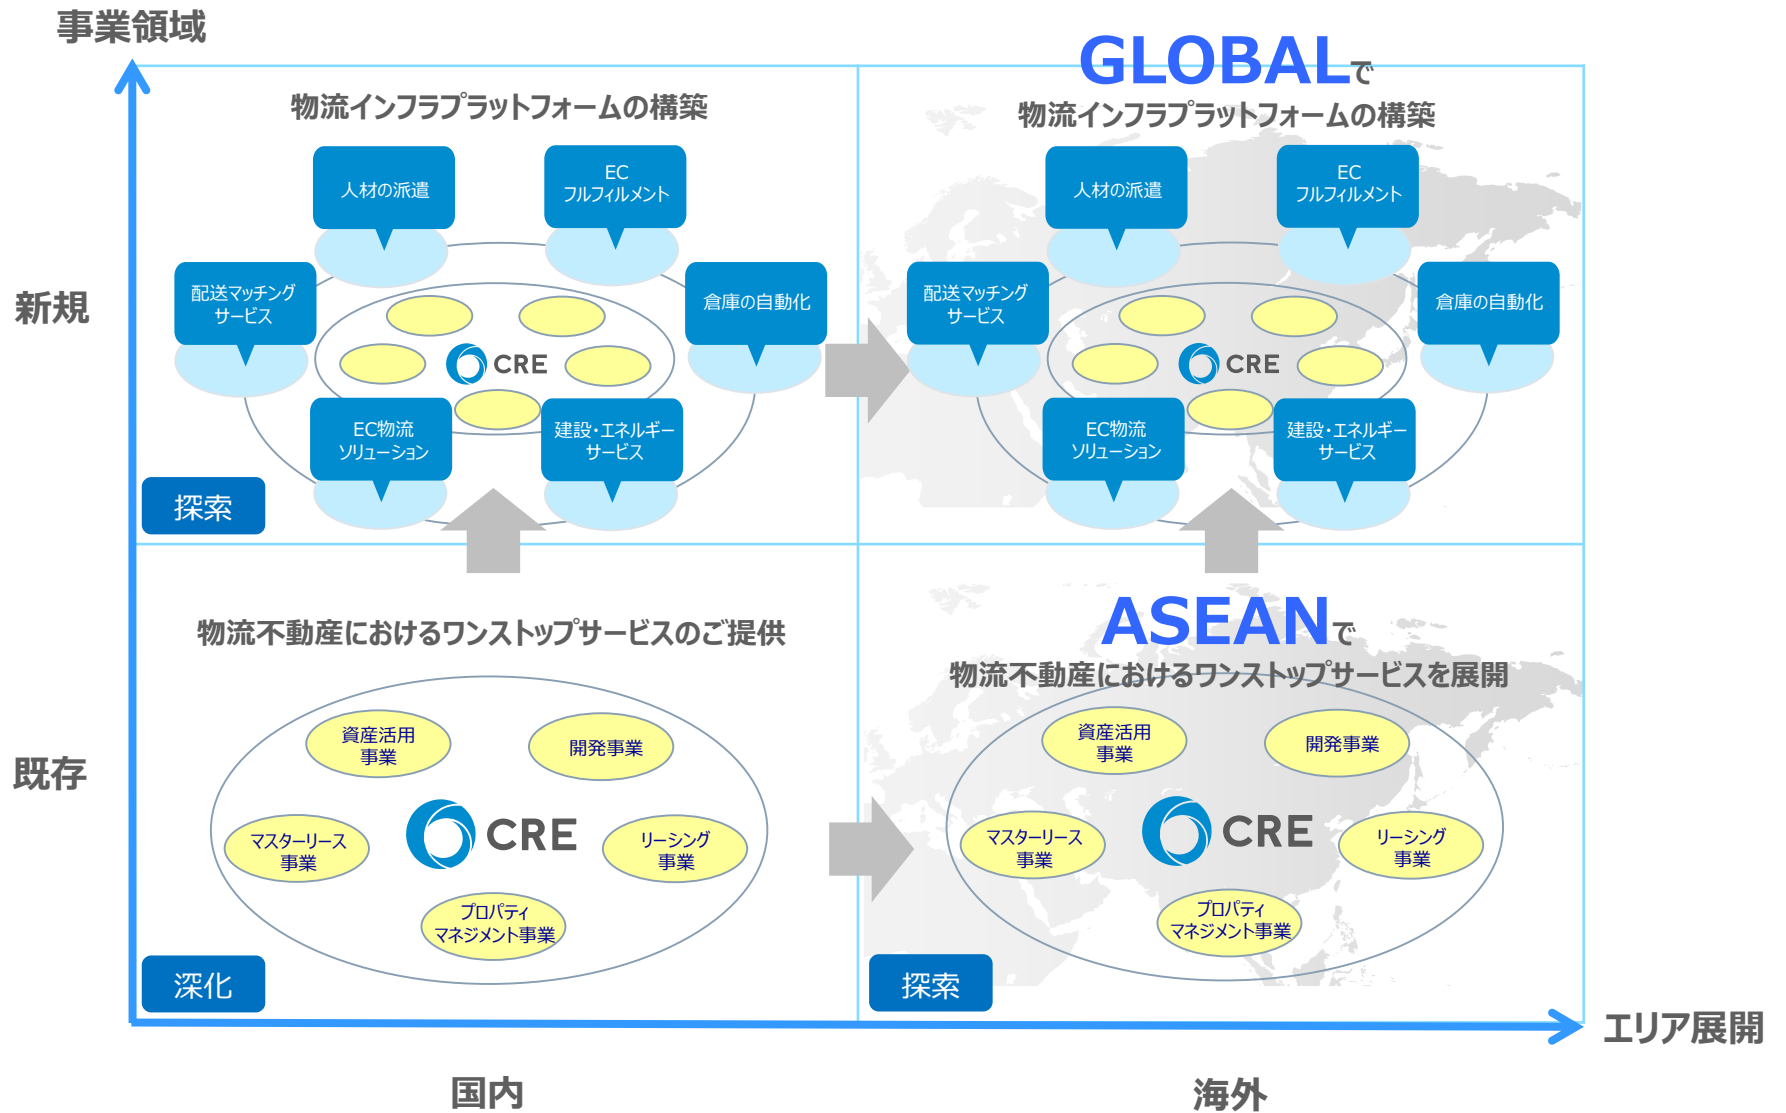 事業領域
新規
既存
物流インフラプラットフォームの構築
人材の派遣
EC
フルフィルメント
配送マッチング
サービス
倉庫の自動化
CRE
EC物流
ソリューション
建設・エネルギー
サービス
探索
GLOBALで
物流インフラプラットフォームの構築
人材の派遣
EC
フルフィルメント
配送マッチング
サービス
倉庫の自動化
CRE
EC物流
ソリューション
建設・エネルギー
サービス
物流不動産におけるワンストップサービスのご提供
資産活用
事業
開発事業
マスターリース
事業
CRE
リーシング
事業
プロパティ
マネジメント事業
深化
ASEANで
物流不動産におけるワンストップサービスを展開
資産活用
事業
開発事業
マスターリース
事業
CRE
リーシング
事業
プロパティ
マネジメント事業
探索
エリア展開
国内
海外